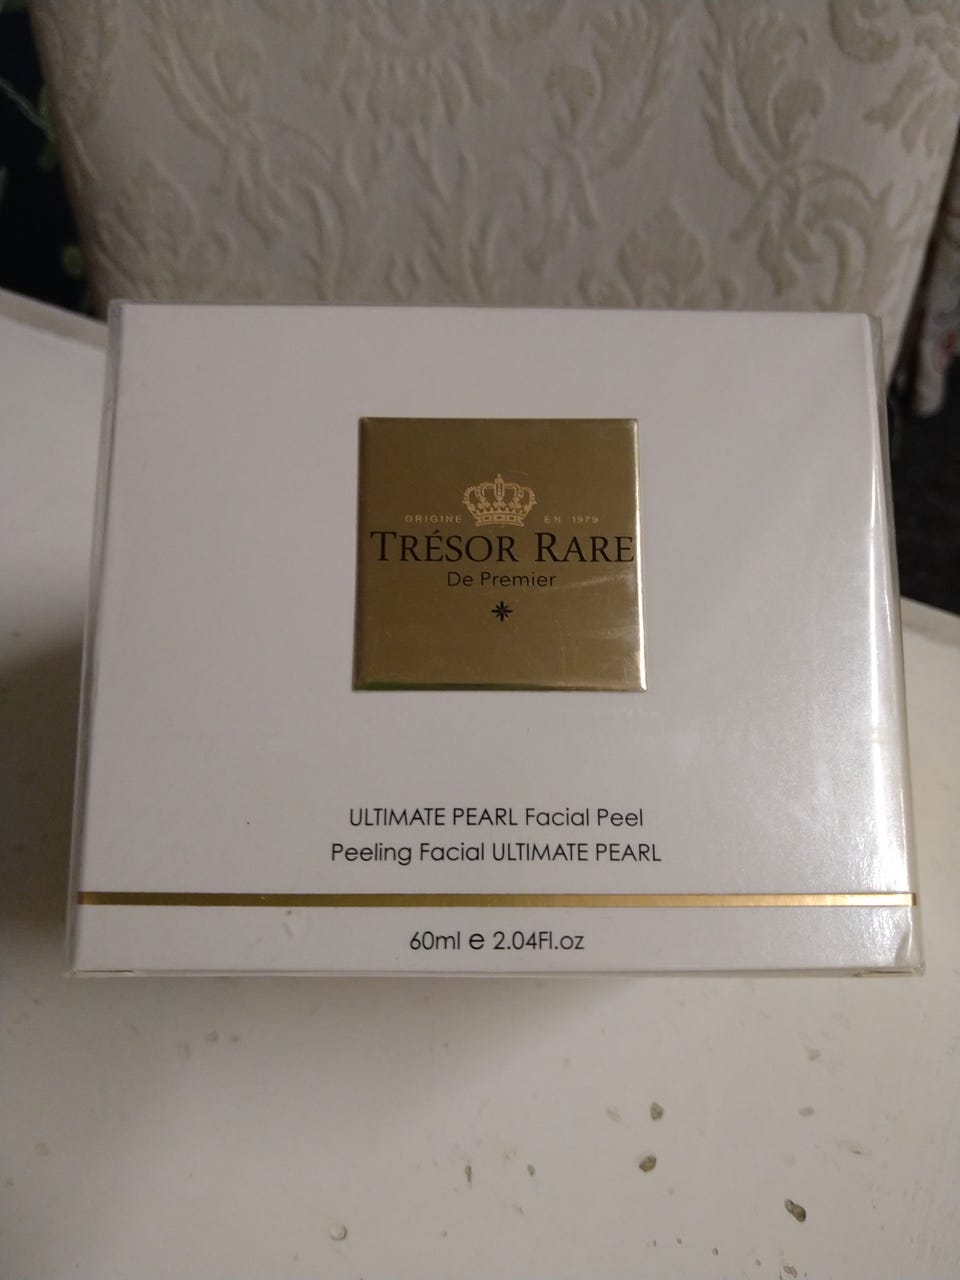 ORIGINE EN 1979
TRÉSOR RARE
De Premier
ULTIMATE PEARL Facial Peel
Peeling Facial ULTIMATE PEARL
60ml e 2.04Fl.oz